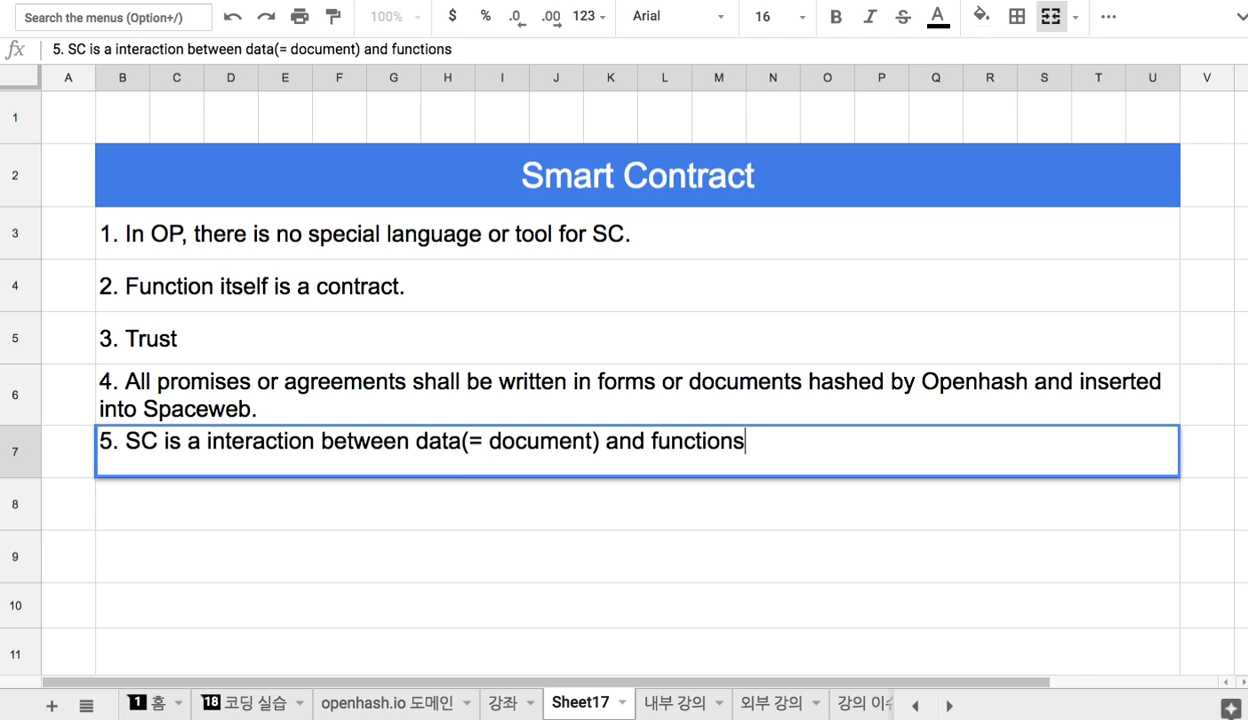 Search the menus (Option+/)
100%
$ % .0 .00 123
Arial
16
B I S A
fx 5. SC is a interaction between data(= document) and functions
A B C D E F G H I J K L M N O P Q R S T U V
1
2 Smart Contract
3 1. In OP, there is no special language or tool for SC.
4 2. Function itself is a contract.
5 3. Trust
6 4. All promises or agreements shall be written in forms or documents hashed by Openhash and inserted
into Spaceweb.
7 5. SC is a interaction between data(= document) and functions
8
9
10
11
1 홈 18 코딩 실습 openhash.io 도메인 강좌 Sheet17 내부 강의 외부 강의 강의 이